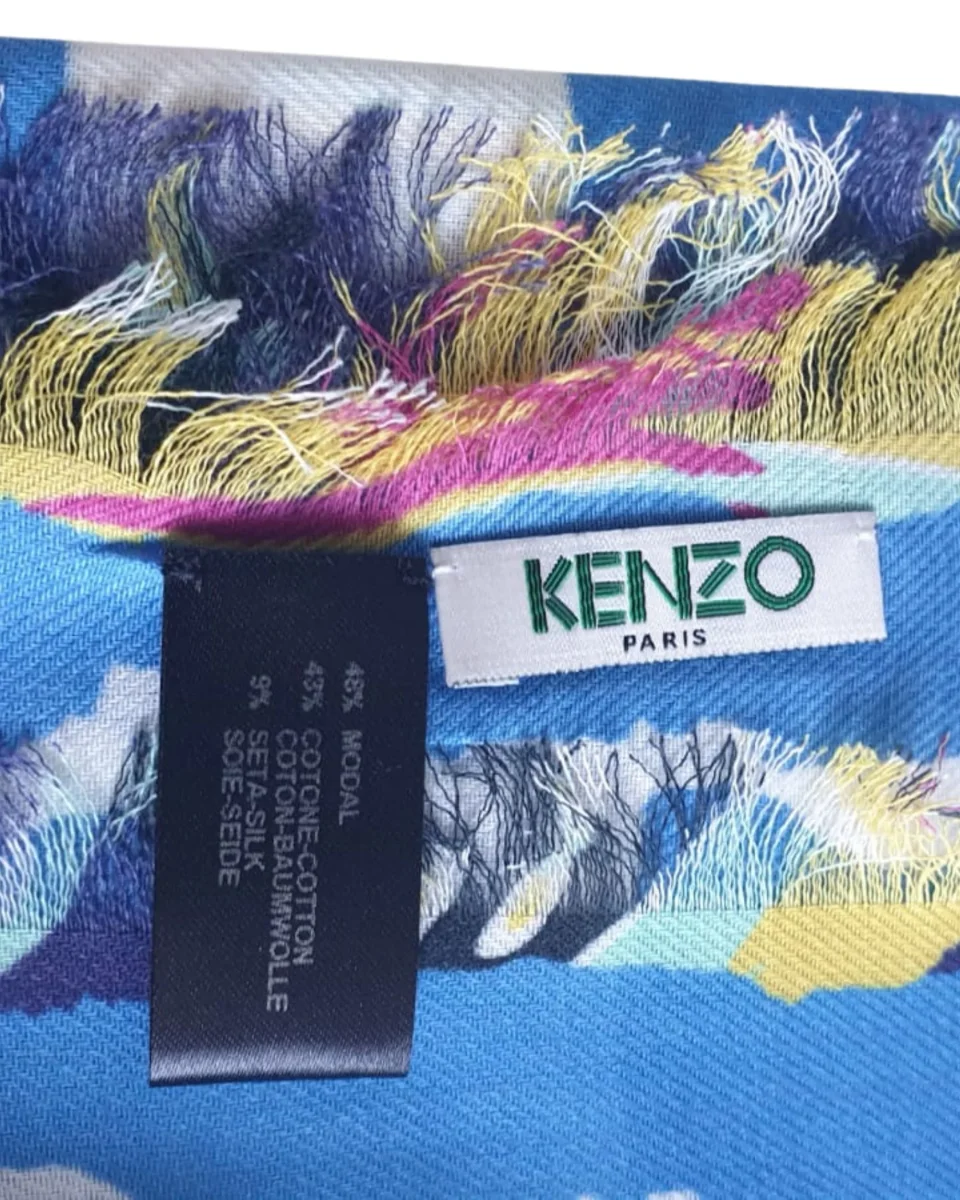 KENZO
PARIS
48% MODAL
43% COTONE-COTTON
COTON-BAUMWOLLE
9% SETA-SILK
SOIE-SEIDE